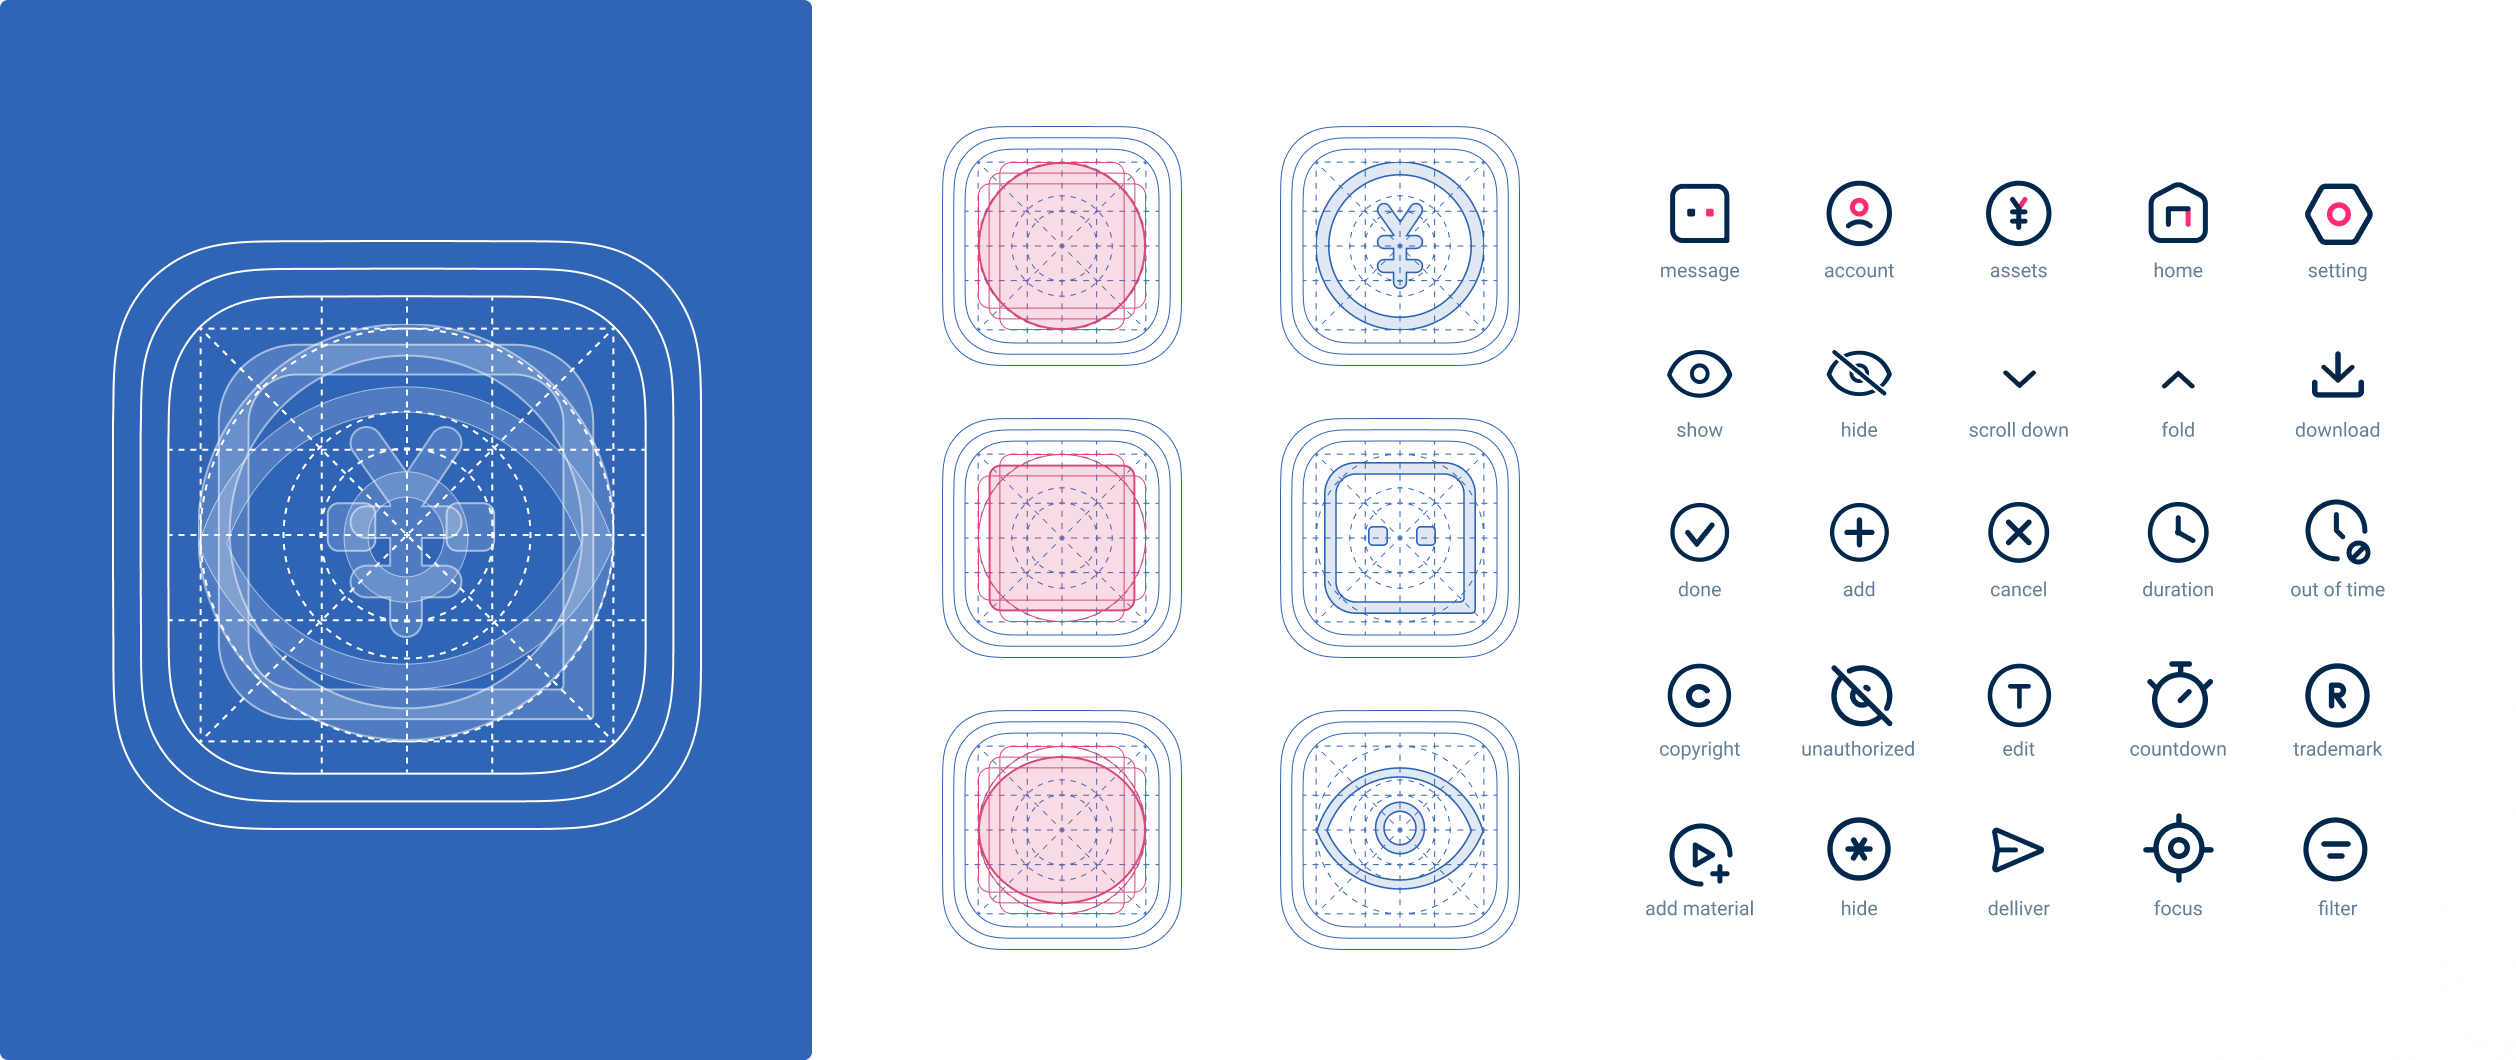 message
account
assets
home
setting
show
hide
scroll down
fold
download
done
add
cancel
duration
out of time
copyright
unauthorized
edit
countdown
trademark
add material
hide
deliver
focus
filter